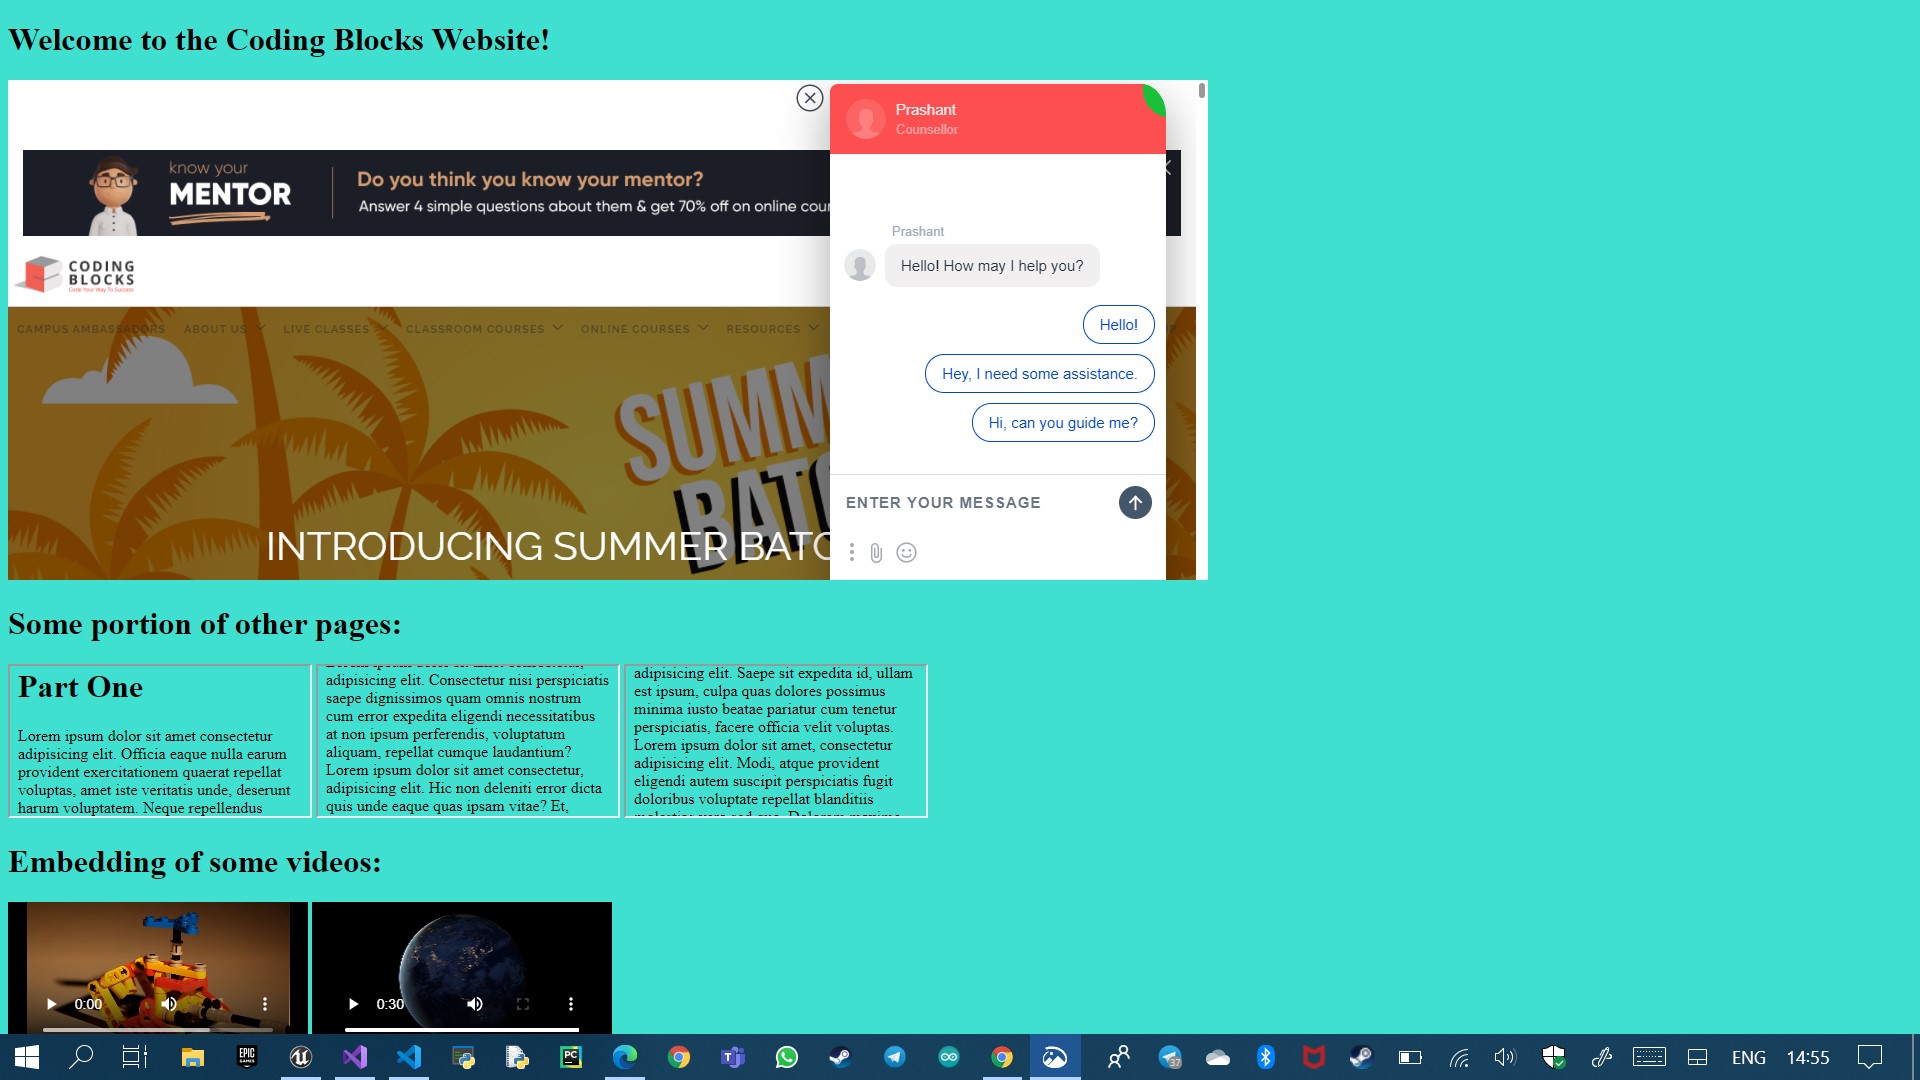 Welcome to the Coding Blocks Website!
Prashant
Counsellor
know your
MENTOR
Do you think you know your mentor?
Answer 4 simple questions about them & get 70% off on online
Prashant
Hello! How may I help you?
CODING
BLOCKS
Code Your Way To Success
Hello!
CAMPUS AMBASSADORS ABOUT US LIVE CLASSES CLASSROOM COURSES ONLINE COURSES RESOURCES
Hey, I need some assistance.
Hi, can you guide me?
SUMM
BATC
ENTER YOUR MESSAGE
INTRODUCING SUMMER BATC
Some portion of other pages:
Part One
Lorem ipsum dolor sit amet consectetur
adipisicing elit. Officia eaque nulla earum
provident exercitationem quaerat repellat
voluptas, amet iste veritatis unde, deserunt
harum voluptatem. Neque repellendus
adipisicing elit. Consectetur nisi perspiciatis
saepe dignissimos quam omnis nostrum
cum error expedita eligendi necessitatibus
at non ipsum perferendis, voluptatum
aliquam, repellat cumque laudantium?
Lorem ipsum dolor sit amet consectetur,
adipisicing elit. Hic non deleniti error dicta
quis unde eaque quas ipsam vitae? Et,
adipisicing elit. Saepe sit expedita id, ullam
est ipsum, culpa quas dolores possimus
minima iusto beatae pariatur cum tenetur
perspiciatis, facere officia velit voluptas.
Lorem ipsum dolor sit amet, consectetur
adipisicing elit. Modi, atque provident
eligendi autem suscipit perspiciatis fugit
doloribus voluptate repellat blanditiis
Embedding of some videos:
0:00
0:30
EPIC
GAMES
PC
37
ENG
14:55